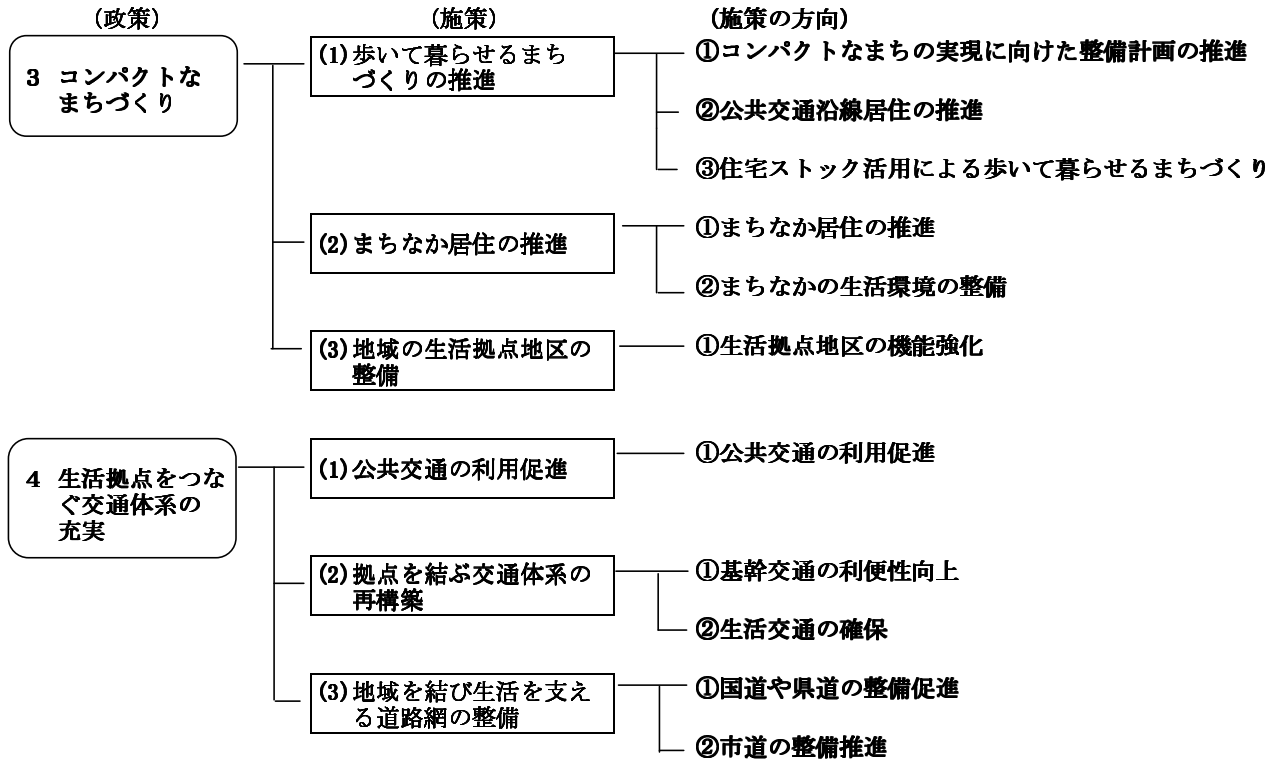 (政策)
(施策)
(施策の方向)
3 コンパクトな
まちづくり
(1)歩いて暮らせるまち
づくりの推進
①コンパクトなまちの実現に向けた整備計画の推進
②公共交通沿線居住の推進
③住宅ストック活用による歩いて暮らせるまちづくり
(2)まちなか居住の推進
①まちなか居住の推進
②まちなかの生活環境の整備
(3)地域の生活拠点地区の
整備
①生活拠点地区の機能強化
4 生活拠点をつな
ぐ交通体系の
充実
(1)公共交通の利用促進
①公共交通の利用促進
(2)拠点を結ぶ交通体系の
再構築
①基幹交通の利便性向上
②生活交通の確保
(3)地域を結び生活を支え
る道路網の整備
①国道や県道の整備促進
②市道の整備推進